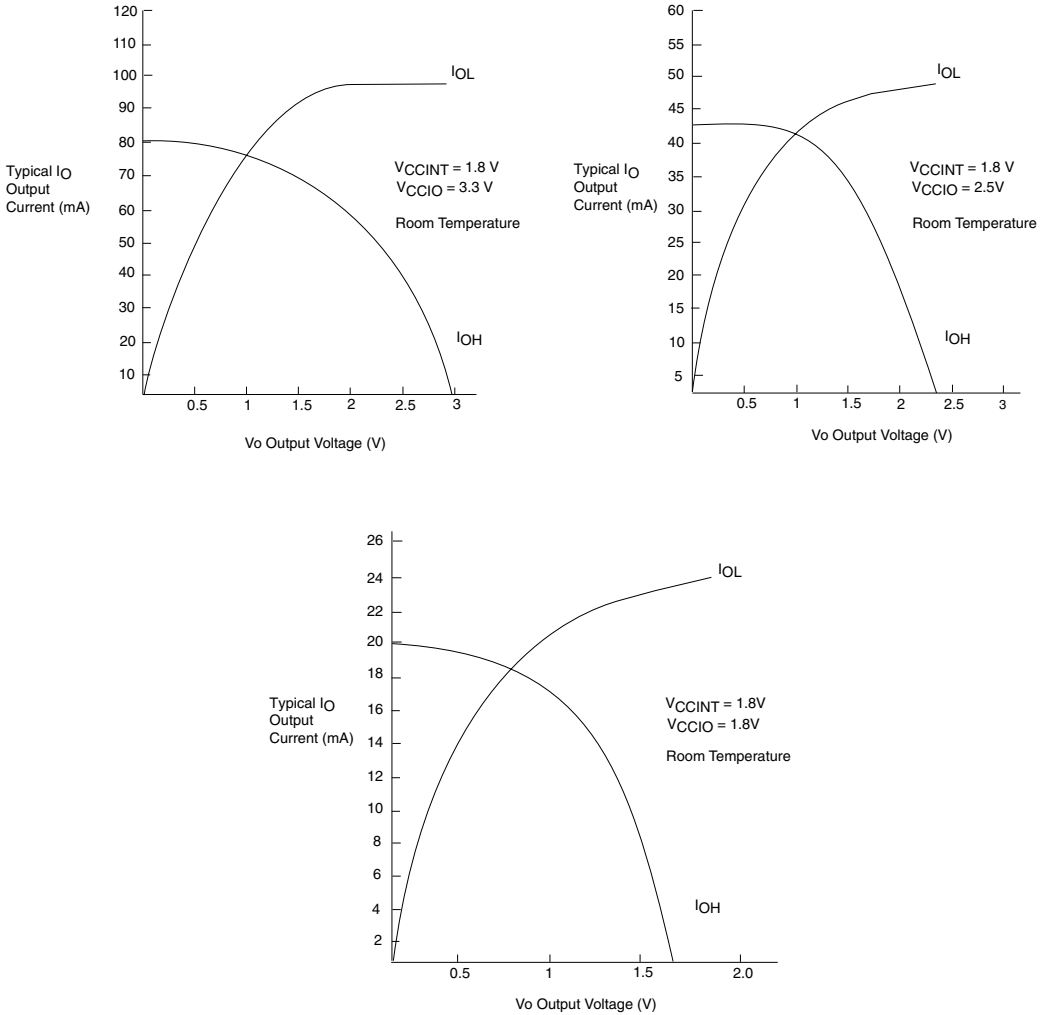 120
110
100
90
80
70
60
50
40
30
20
10
IOL
Typical IO
Output
Current (mA)
VCCINT = 1.8 V
VCCIO = 3.3 V
Room Temperature
IOH
0.5 1 1.5 2 2.5 3
Vo Output Voltage (V)
60
55
50
45
40
35
30
25
20
15
10
5
IOL
Typical IO
Output
Current (mA)
VCCINT = 1.8 V
VCCIO = 2.5V
Room Temperature
IOH
0.5 1 1.5 2 2.5 3
Vo Output Voltage (V)
26
24
22
20
18
16
14
12
10
8
6
4
2
IOL
Typical IO
Output
Current (mA)
VCCINT = 1.8V
VCCIO = 1.8V
Room Temperature
IOH
0.5 1 1.5 2.0
Vo Output Voltage (V)